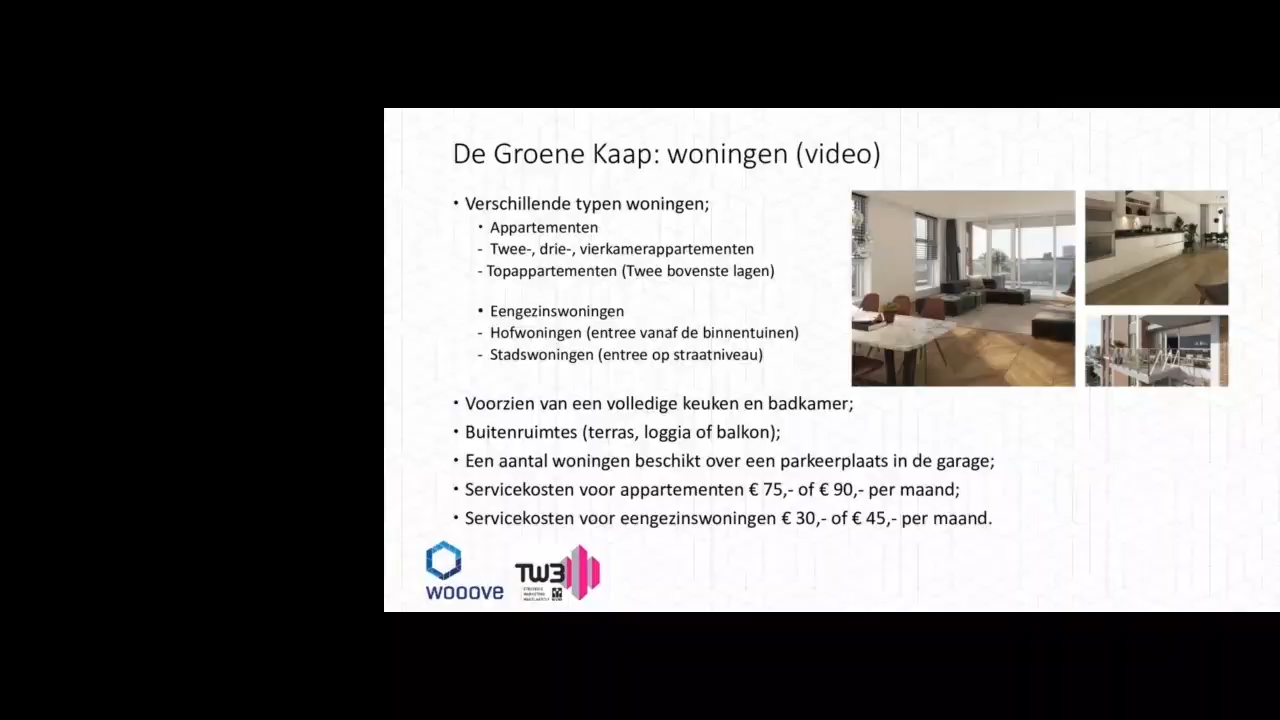 De Groene Kaap: woningen (video)
• Verschillende typen woningen;
• Appartementen
- Twee-, drie-, vierkamerappartementen
- Topappartementen (Twee bovenste lagen)
• Eengezinswoningen
- Hofwoningen (entree vanaf de binnentuinen)
- Stadswoningen (entree op straatniveau)
• Voorzien van een volledige keuken en badkamer;
• Buitenruimtes (terras, loggia of balkon);
• Een aantal woningen beschikt over een parkeerplaats in de garage;
• Servicekosten voor appartementen € 75,- of € 90,- per maand;
• Servicekosten voor eengezinswoningen € 30,- of € 45,- per maand.
wooove
TW3